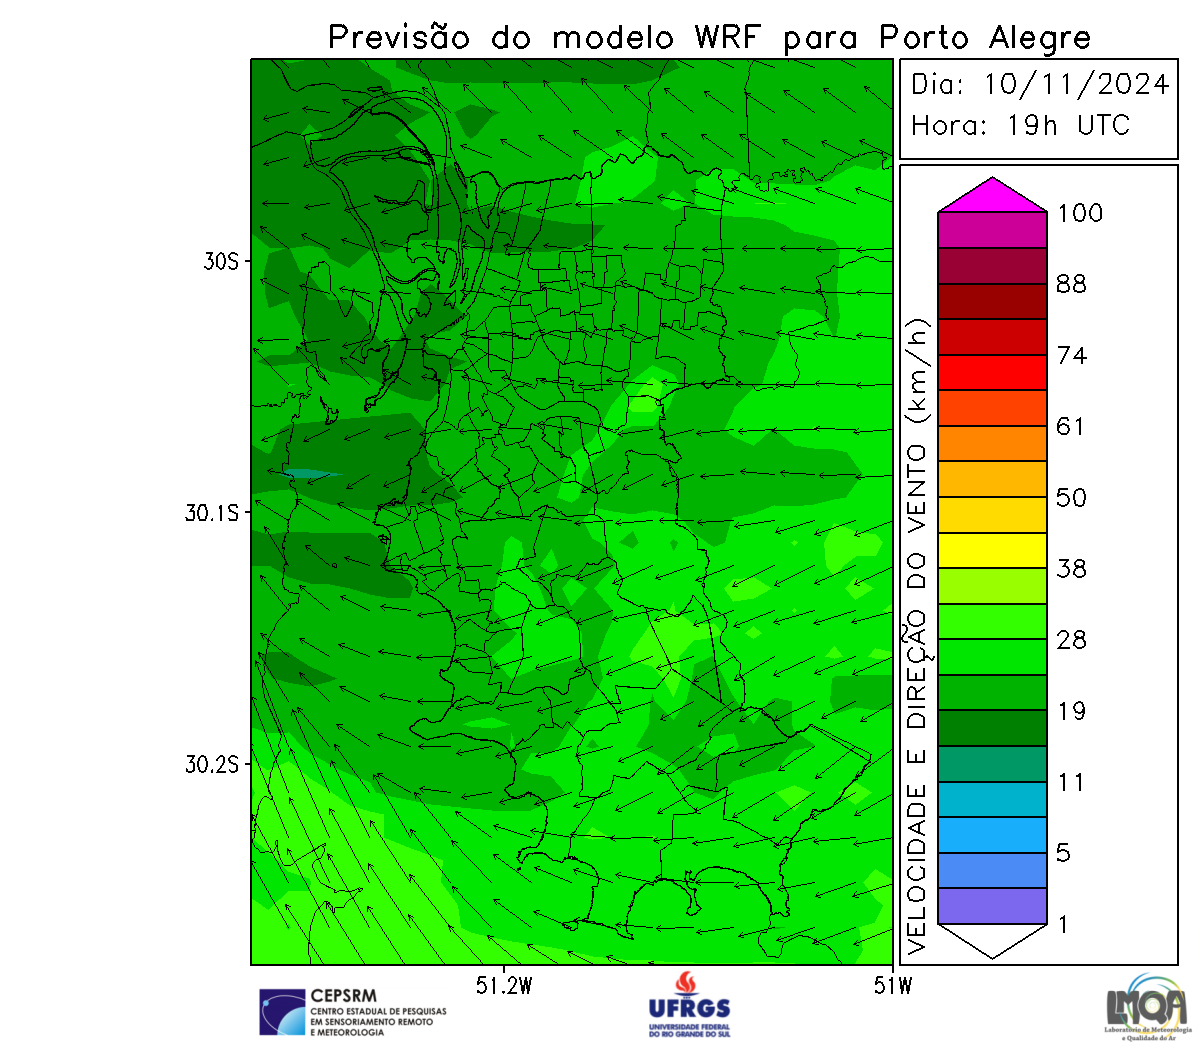 Previsão do modelo WRF para Porto Alegre
Dia: 10/11/2024
Hora: 19h UTC
30S
30.1S
30.2S
51.2W
51W
VELOCIDADE E DIREÇÃO DO VENTO (km/h)
100
88
74
61
50
38
28
19
11
5
1
CEPSRM
CENTRO ESTADUAL DE PESQUISAS
EM SENSORIAMENTO REMOTO
E METEOROLOGIA
UFRGS
UNIVERSIDADE FEDERAL
DO RIO GRANDE DO SUL
LMQA
Laboratório de Meteorologia
e Qualidade do Ar